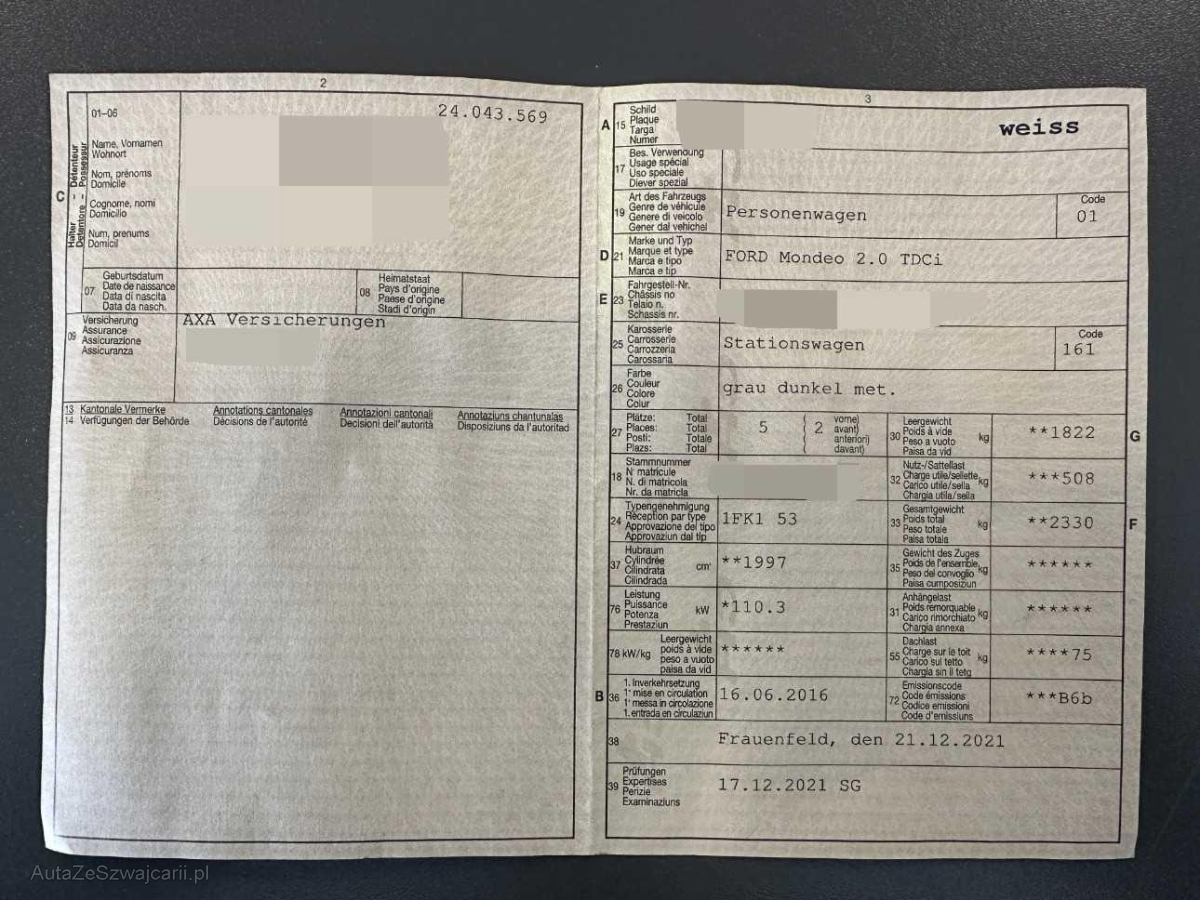 2
01–06
24.043.569
C
Halter - Détenteur
Detentore - Possessur
Name, Vornamen
Wohnort
Nom, prénoms
Domicile
Cognome, nomi
Domicilio
Num, prenums
Domicil
07
Geburtsdatum
Date de naissance
Data di nascita
Data da nasch.
08
Heimatstaat
Pays d'origine
Paese d'origine
Stadi d'origin
09
Versicherung
Assurance
Assicurazione
Assicuranza
AXA Versicherungen
13 Kantonale Vermerke
14 Verfügungen der Behörde
Annotations cantonales
Décisions de l'autorité
Annotazioni cantonali
Decisioni dell'autorità
Annotaziuns chantunalas
Disposiziuns da l'autoritad
3
A
15
Schild
Plaque
Targa
Numer
weiss
17
Bes. Verwendung
Usage spécial
Uso speciale
Diever spezial
19
Art des Fahrzeugs
Genre de véhicule
Genere di veicolo
Gener dal vehichel
Personenwagen
Code
01
D
21
Marke und Typ
Marque et type
Marca e tipo
Marca e tip
FORD Mondeo 2.0 TDCi
E
23
Fahrgestell-Nr.
Châssis no
Telaio n.
Schassis nr.
25
Karosserie
Carrosserie
Carrozzeria
Carossaria
Stationswagen
Code
161
26
Farbe
Couleur
Colore
Colur
grau dunkel met.
27
Plätze: Total
Places: Total
Posti: Totale
Plazs: Total
5
2
vorne)
avant)
anteriori)
davant)
30
Leergewicht
Poids à vide
Peso a vuoto
Paisa da vid
kg
**1822
G
18
Stammnummer
N° matricule
N. di matricola
Nr. da matricla
32
Nutz-/Sattellast
Charge utile/sellette
Carico utile/sella
Chargia utila/sella
kg
***508
24
Typengenehmigung
Réception par type
Approvazione del tipo
Approvaziun dal tip
1FK1 53
33
Gesamtgewicht
Poids total
Peso totale
Paisa totala
kg
**2330
F
37
Hubraum
Cylindrée
Cilindrata
Cilindrada
cm³
**1997
35
Gewicht des Zuges
Poids de l'ensemble
Peso del convoglio
Paisa cumposiziun
kg
******
76
Leistung
Puissance
Potenza
Prestaziun
kW
*110.3
31
Anhängelast
Poids remorquable
Carico rimorchiato
Chargia annexa
kg
******
78 kW/kg
Leergewicht
poids à vide
peso a vuoto
paisa da vid
******
55
Dachlast
Charge sur le toit
Carico sul tetto
Chargia sin il tetg
kg
****75
B
36
1. Inverkehrsetzung
1re mise en circulation
1a messa in circolazione
1. entrada en circulaziun
16.06.2016
72
Emissionscode
Code émissions
Codice emissioni
Code d'emissiuns
***B6b
38
Frauenfeld, den 21.12.2021
39
Prüfungen
Expertises
Perizie
Examinaziuns
17.12.2021 SG
AutaZeSzwajcarii.pl